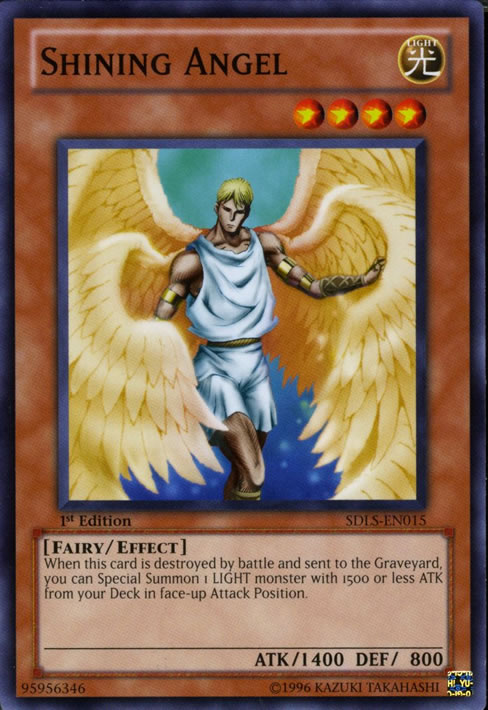 SHINING ANGEL
LIGHT
光
1st Edition
SDLS-EN015
[FAIRY/EFFECT]
When this card is destroyed by battle and sent to the Graveyard,
you can Special Summon 1 LIGHT monster with 1500 or less ATK
from your Deck in face-up Attack Position.
ATK/1400 DEF/ 800
95956346
©1996 KAZUKI TAKAHASHI